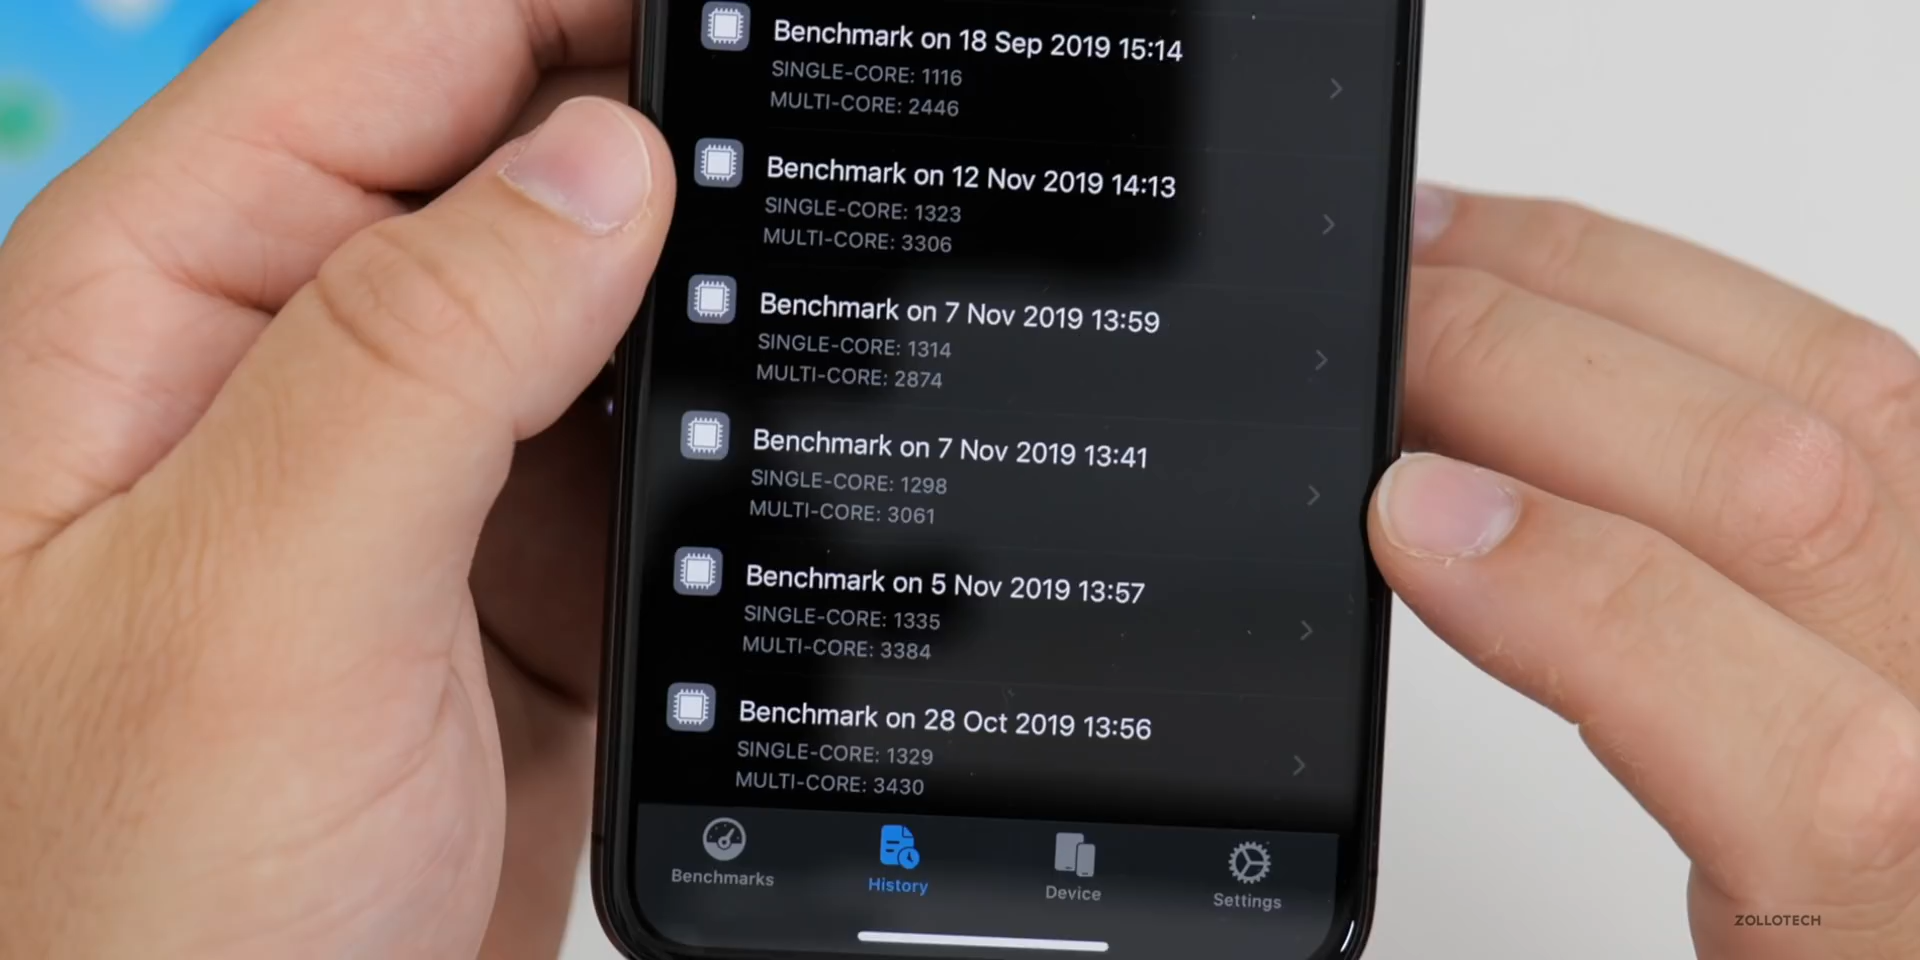 Benchmark on 18 Sep 2019 15:14
SINGLE-CORE: 1116
MULTI-CORE: 2446
Benchmark on 12 Nov 2019 14:13
SINGLE-CORE: 1323
MULTI-CORE: 3306
Benchmark on 7 Nov 2019 13:59
SINGLE-CORE: 1314
MULTI-CORE: 2874
Benchmark on 7 Nov 2019 13:41
SINGLE-CORE: 1298
MULTI-CORE: 3061
Benchmark on 5 Nov 2019 13:57
SINGLE-CORE: 1335
MULTI-CORE: 3384
Benchmark on 28 Oct 2019 13:56
SINGLE-CORE: 1329
MULTI-CORE: 3430
Benchmarks
History
Device
Settings
ZOLLOTECH